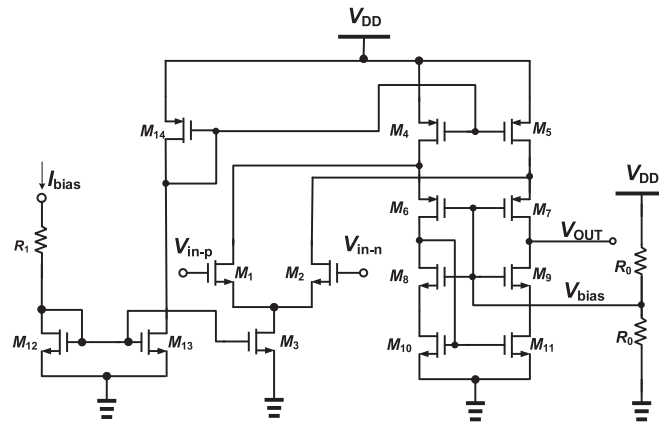 VDD
M14
M4
M5
Ibias
VDD
M6
M7
R1
VOUT
Vin-p
Vin-n
R0
M1
M2
M8
M9
Vbias
M12
M13
M3
M10
M11
R0